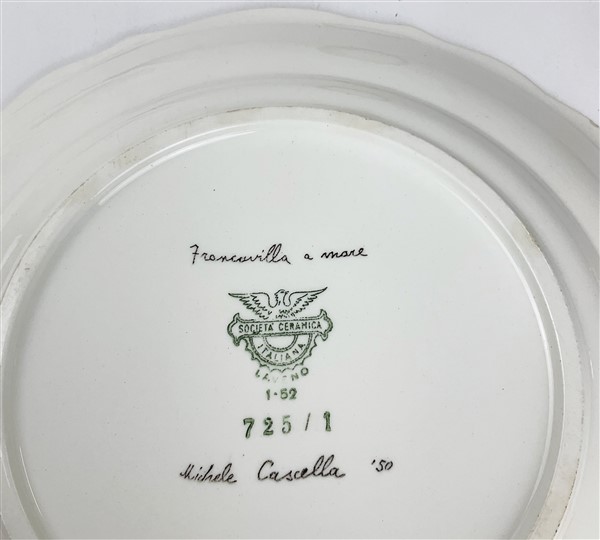 Francavilla a mare
SOCIETÀ CERAMICA
ITALIANA
LAVENO
1-52
725/1
Michele Cascella '50